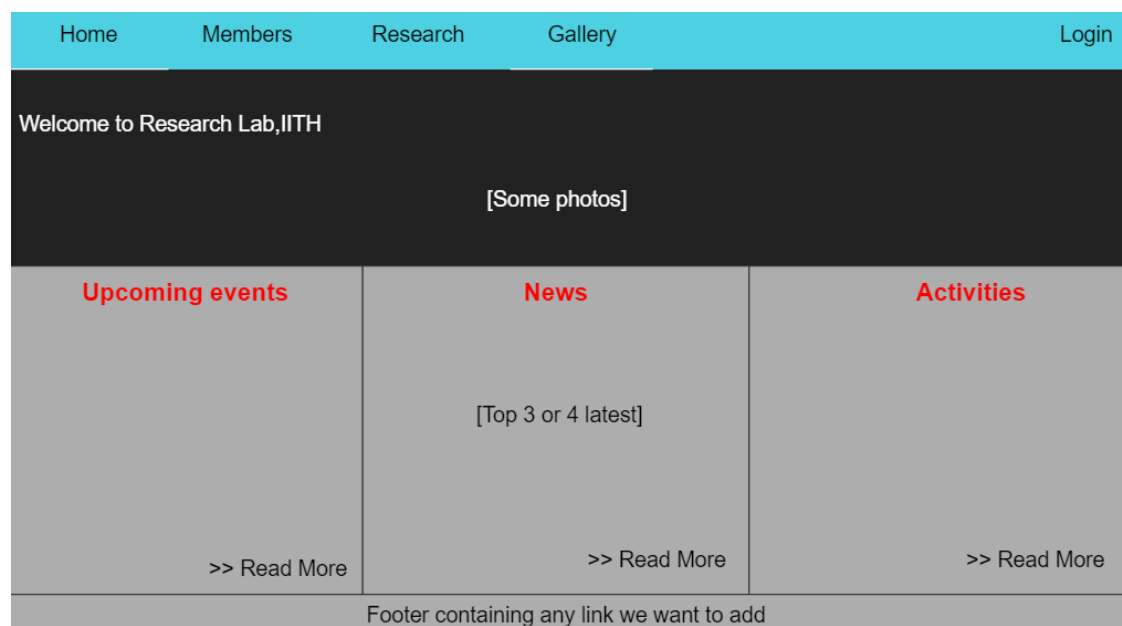 Home Members Research Gallery Login
Welcome to Research Lab,IITH
[Some photos]
Upcoming events News Activities
[Top 3 or 4 latest]
>> Read More >> Read More >> Read More
Footer containing any link we want to add